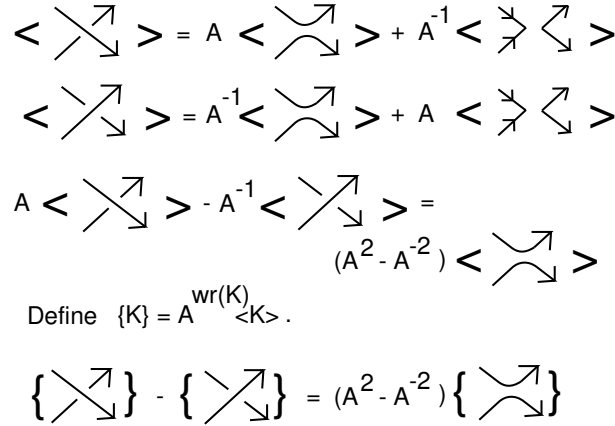 < > = A < > + A^-1 < >
< > = A^-1 < > + A < >
A < > - A^-1 < > =
(A^2 - A^-2 ) < >
Define {K} = A^wr(K) <K> .
{ } - { } = (A^2 - A^-2 ) { }